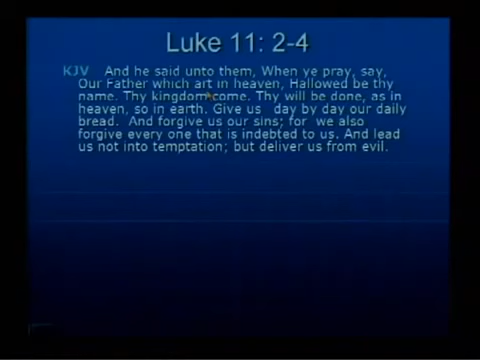 Luke 11: 2-4
KJV And he said unto them, When ye pray, say,
Our Father which art in heaven, Hallowed be thy
name. Thy kingdom come. Thy will be done, as in
heaven, so in earth. Give us day by day our daily
bread. And forgive us our sins; for we also
forgive every one that is indebted to us. And lead
us not into temptation; but deliver us from evil.